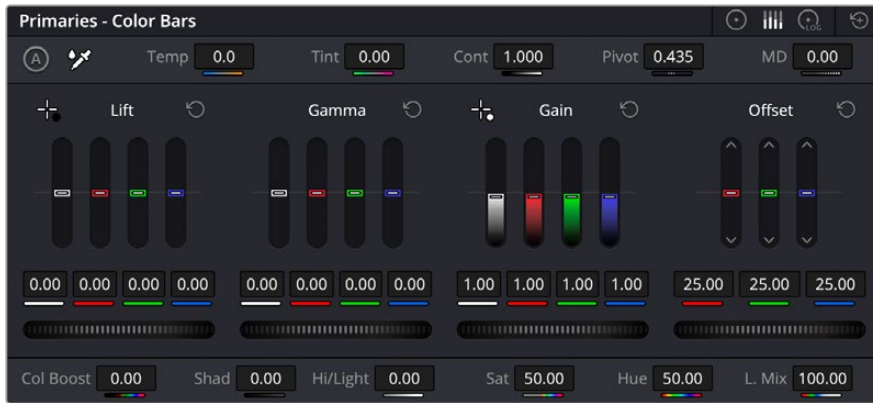 Primaries - Color Bars
LOG
A Temp 0.0 Tint 0.00 Cont 1.000 Pivot 0.435 MD 0.00
Lift Gamma Gain Offset
0.00 0.00 0.00 0.00 0.00 0.00 0.00 0.00 1.00 1.00 1.00 1.00 25.00 25.00 25.00
Col Boost 0.00 Shad 0.00 Hi/Light 0.00 Sat 50.00 Hue 50.00 L. Mix 100.00